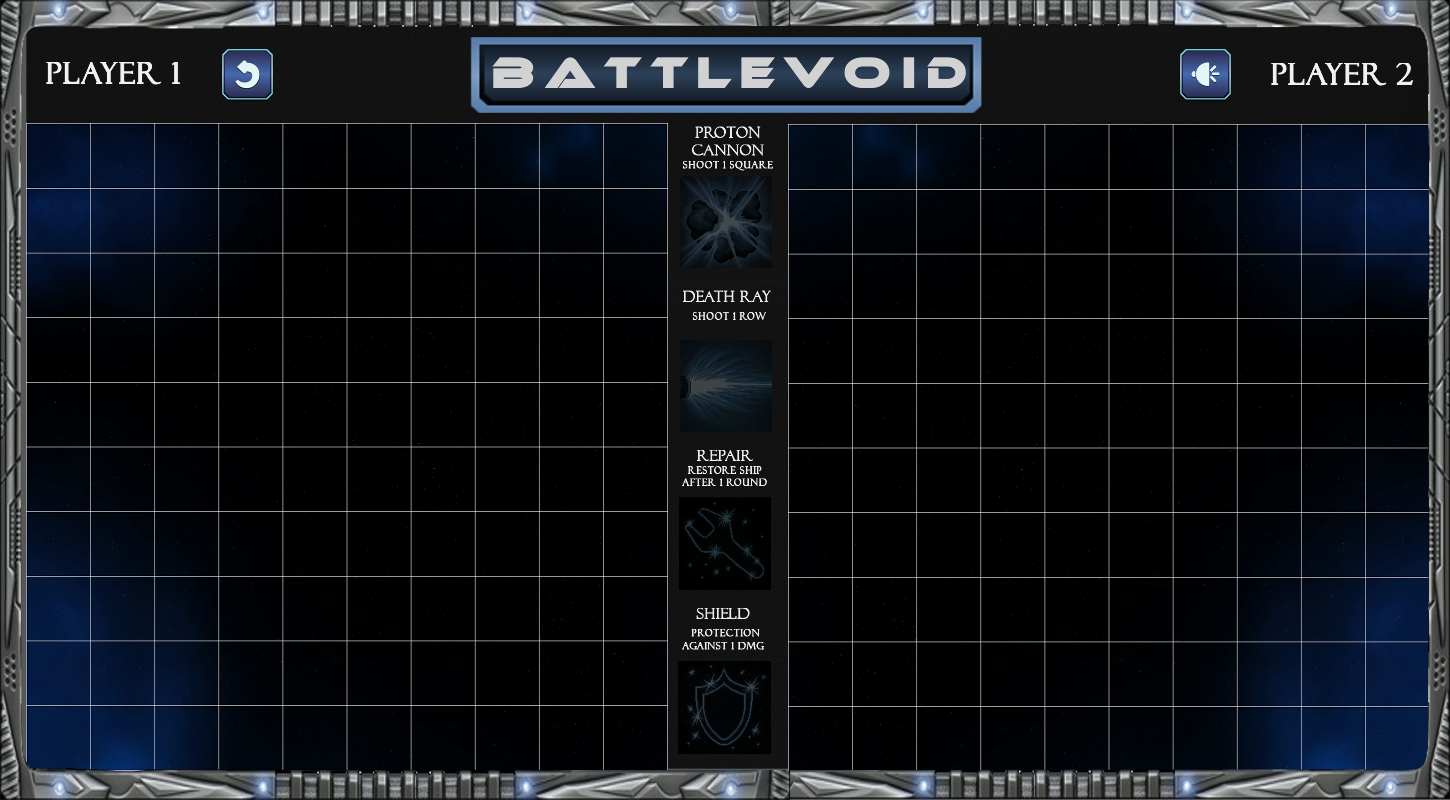 PLAYER 1
BATTLEVOID
PLAYER 2
PROTON
CANNON
SHOOT 1 SQUARE
DEATH RAY
SHOOT 1 ROW
REPAIR
RESTORE SHIP
AFTER 1 ROUND
SHIELD
PROTECTION
AGAINST 1 DMG